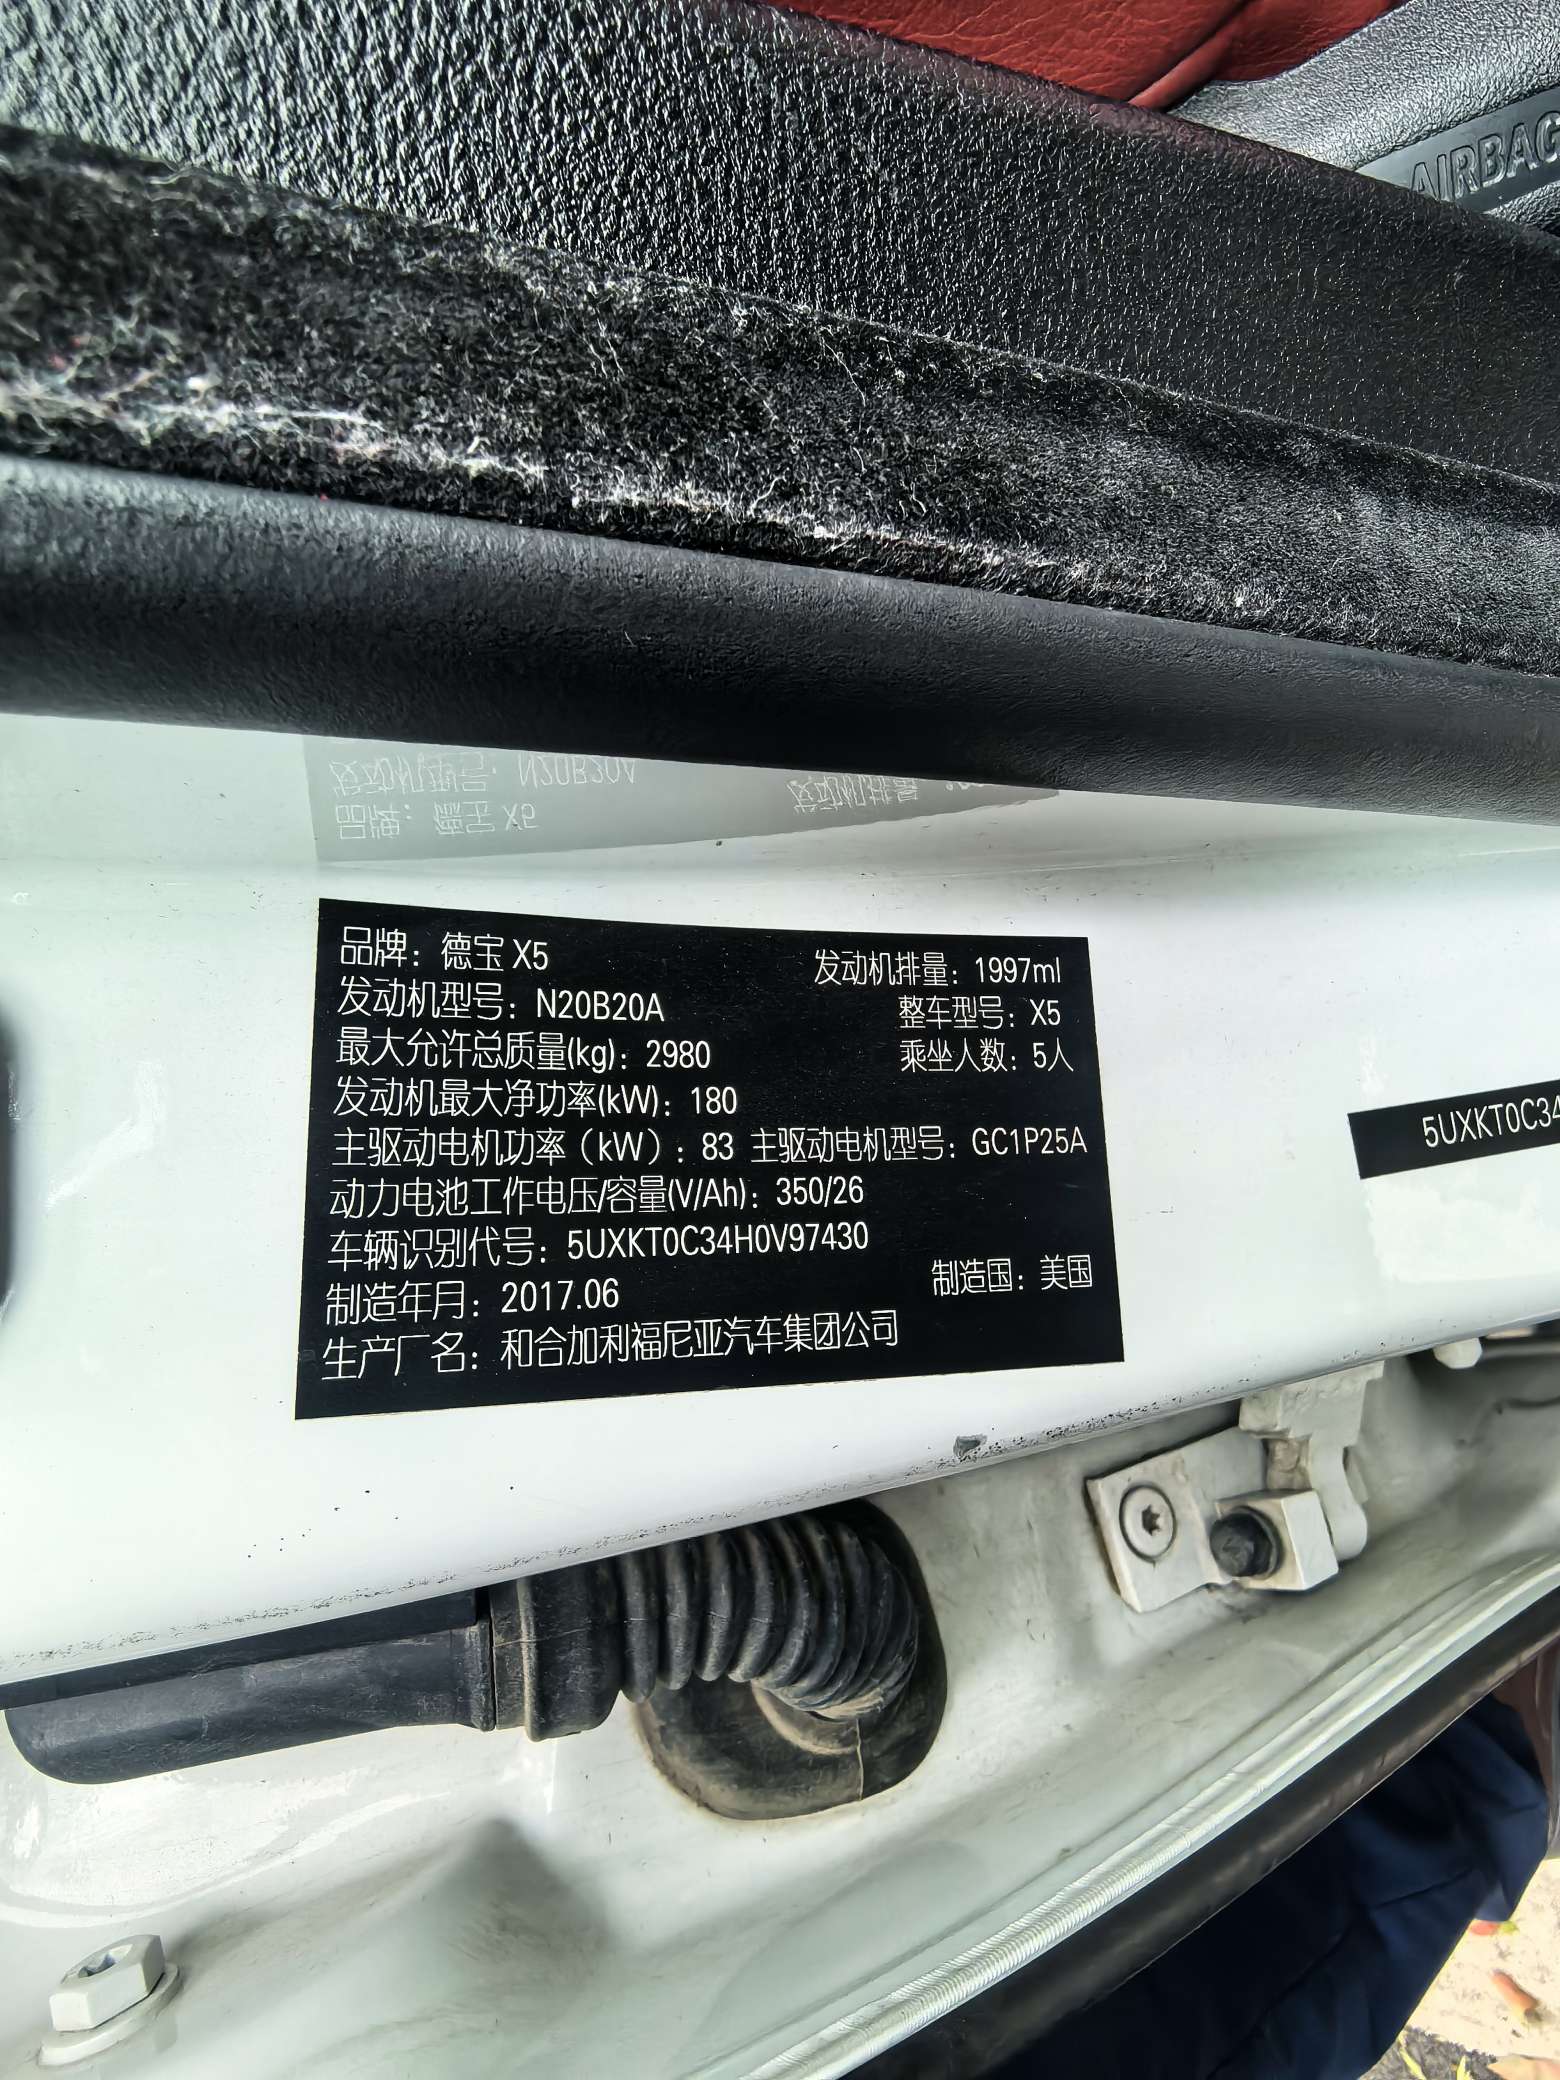 AIRBAG
品牌：德宝 X5 发动机排量：1997ml
发动机型号：N20B20A 整车型号：X5
最大允许总质量(kg)：2980 乘坐人数：5人
发动机最大净功率(kW)：180
主驱动电机功率（kW）：83 主驱动电机型号：GC1P25A
动力电池工作电压/容量(V/Ah)：350/26
车辆识别代号：5UXKT0C34H0V97430
制造年月：2017.06 制造国：美国
生产厂名：和合加利福尼亚汽车集团公司
5UXKT0C34